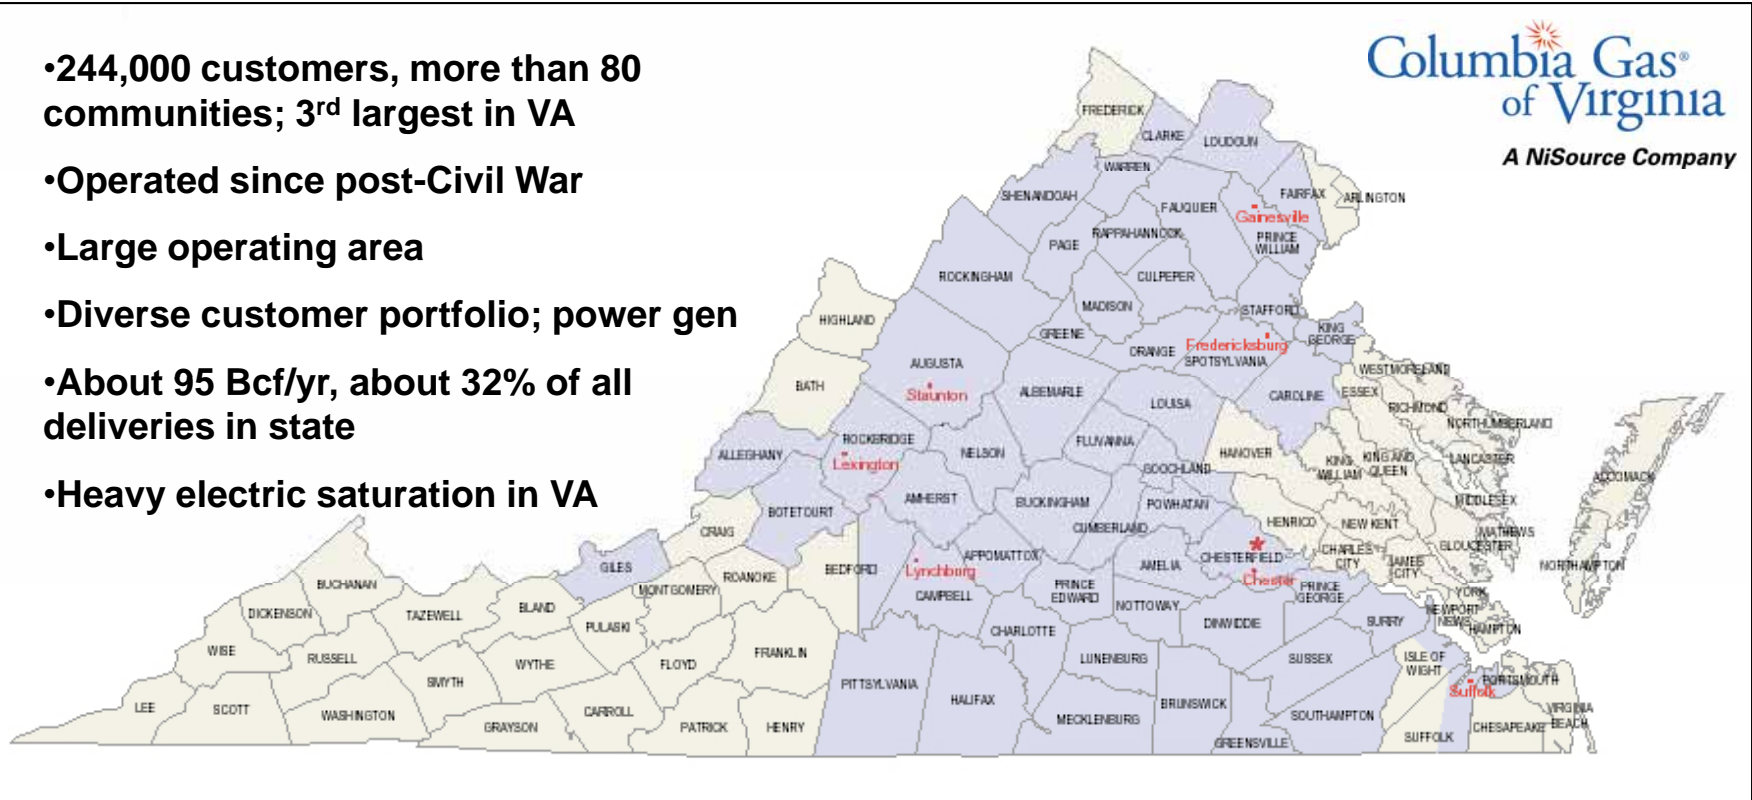 •244,000 customers, more than 80
communities; 3rd largest in VA
•Operated since post-Civil War
•Large operating area
•Diverse customer portfolio; power gen
•About 95 Bcf/yr, about 32% of all
deliveries in state
•Heavy electric saturation in VA
Columbia Gas®
of Virginia
A NiSource Company
FREDERICK
CLARKE
LOUDOUN
WARREN
SHENANDOAH
FAUQUIER
FAIRFAX
ARLINGTON
Gainesville
RAPPAHANNOCK
PAGE
PRINCE
WILLIAM
ROCKINGHAM
CULPEPER
MADISON
STAFFORD
HIGHLAND
GREENE
KING
GEORGE
ORANGE
Fredericksburg
SPOTSYLVANIA
AUGUSTA
WESTMORELAND
BATH
Staunton
ALBEMARLE
LOUISA
CAROLINE
ESSEX
RICHMOND
NORTHUMBERLAND
ROCKBRIDGE
FLUVANNA
ALLEGHANY
Lexington
NELSON
GOOCHLAND
HANOVER
KING
WILLIAM
KING AND
QUEEN
LANCASTER
ACCOMACK
AMHERST
BUCKINGHAM
POWHATAN
MIDDLESEX
BOTETOURT
CUMBERLAND
HENRICO
NEW KENT
MATHEWS
CRAIG
GLOUCESTER
APPOMATTOX
CHESTERFIELD
CHARLES
CITY
JAMES
CITY
NORTHAMPTON
GILES
BEDFORD
Lynchburg
AMELIA
Chester
BUCHANAN
ROANOKE
MONTGOMERY
CAMPBELL
PRINCE
EDWARD
PRINCE
GEORGE
YORK
DICKENSON
TAZEWELL
BLAND
NOTTOWAY
NEWPORT
NEWS
PULASKI
CHARLOTTE
DINWIDDIE
SURRY
HAMPTON
WISE
RUSSELL
WYTHE
FLOYD
FRANKLIN
LUNENBURG
SUSSEX
ISLE OF
WIGHT
SMYTH
PITTSYLVANIA
PORTSMOUTH
Suffolk
LEE
SCOTT
WASHINGTON
CARROLL
HALIFAX
BRUNSWICK
VIRGINIA
BEACH
GRAYSON
PATRICK
HENRY
MECKLENBURG
SOUTHAMPTON
CHESAPEAKE
GREENSVILLE
SUFFOLK